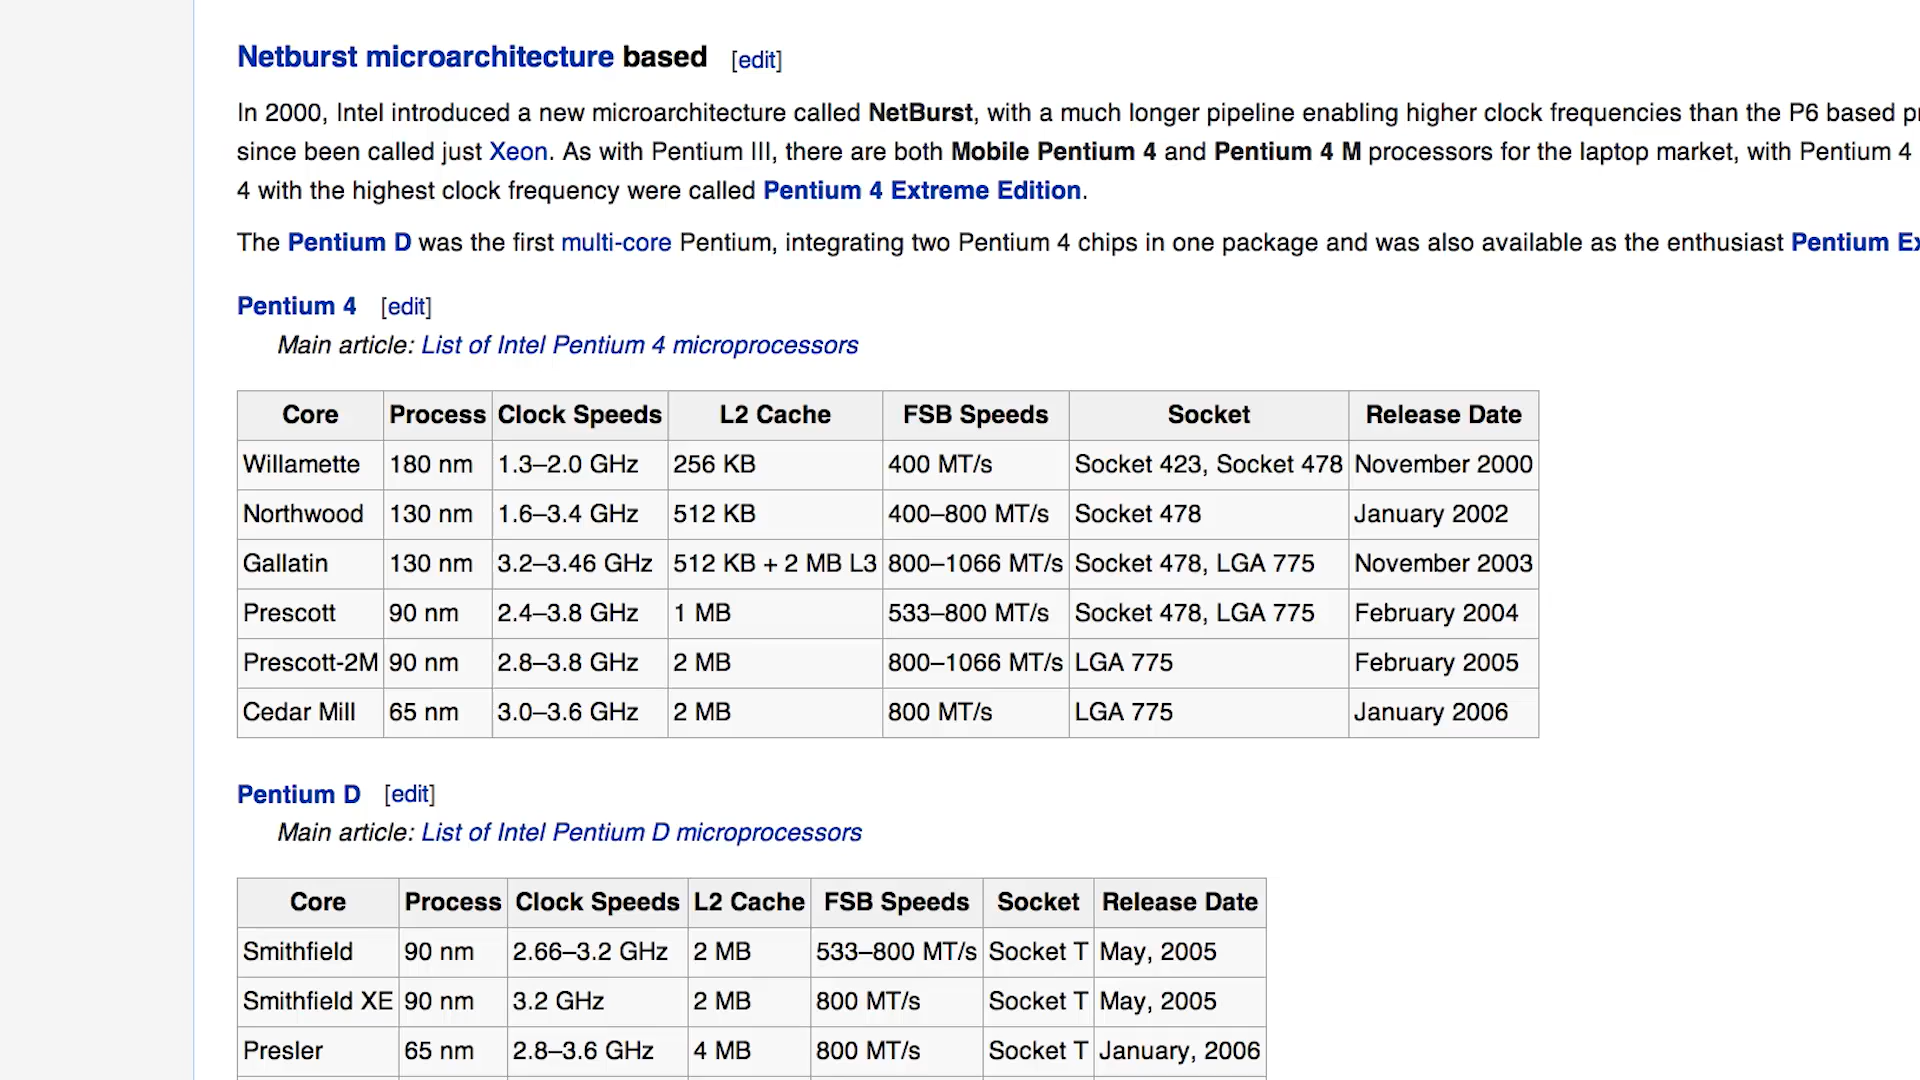 Netburst microarchitecture based [edit]
In 2000, Intel introduced a new microarchitecture called NetBurst, with a much longer pipeline enabling higher clock frequencies than the P6 based
since been called just Xeon. As with Pentium III, there are both Mobile Pentium 4 and Pentium 4 M processors for the laptop market, with Pentium 4
4 with the highest clock frequency were called Pentium 4 Extreme Edition.
The Pentium D was the first multi-core Pentium, integrating two Pentium 4 chips in one package and was also available as the enthusiast Pentium
Pentium 4 [edit]
Main article: List of Intel Pentium 4 microprocessors
Core Process Clock Speeds L2 Cache FSB Speeds Socket Release Date
Willamette 180 nm 1.3–2.0 GHz 256 KB 400 MT/s Socket 423, Socket 478 November 2000
Northwood 130 nm 1.6–3.4 GHz 512 KB 400–800 MT/s Socket 478 January 2002
Gallatin 130 nm 3.2–3.46 GHz 512 KB + 2 MB L3 800–1066 MT/s Socket 478, LGA 775 November 2003
Prescott 90 nm 2.4–3.8 GHz 1 MB 533–800 MT/s Socket 478, LGA 775 February 2004
Prescott-2M 90 nm 2.8–3.8 GHz 2 MB 800–1066 MT/s LGA 775 February 2005
Cedar Mill 65 nm 3.0–3.6 GHz 2 MB 800 MT/s LGA 775 January 2006
Pentium D [edit]
Main article: List of Intel Pentium D microprocessors
Core Process Clock Speeds L2 Cache FSB Speeds Socket Release Date
Smithfield 90 nm 2.66–3.2 GHz 2 MB 533–800 MT/s Socket T May, 2005
Smithfield XE 90 nm 3.2 GHz 2 MB 800 MT/s Socket T May, 2005
Presler 65 nm 2.8–3.6 GHz 4 MB 800 MT/s Socket T January, 2006